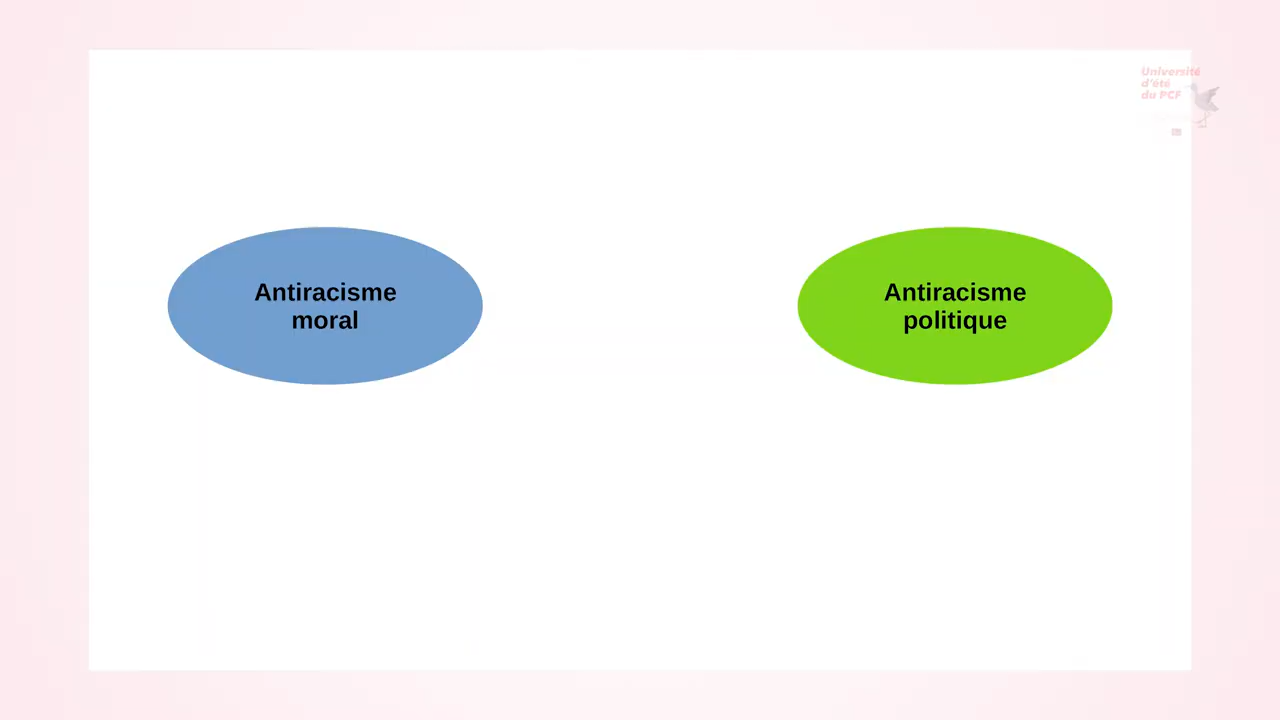 Université
d'été
du PCF
Antiracisme
moral
Antiracisme
politique